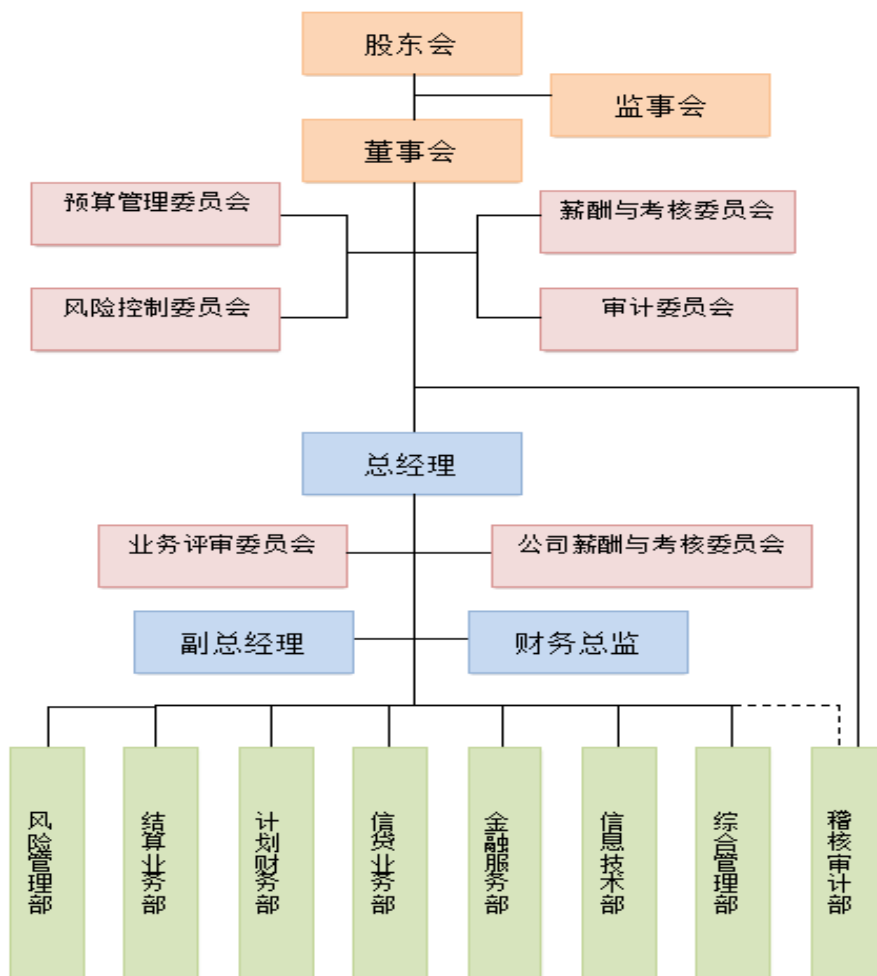 股东会
监事会
董事会
预算管理委员会
薪酬与考核委员会
风险控制委员会
审计委员会
总经理
业务评审委员会
公司薪酬与考核委员会
副总经理
财务总监
风险管理部
结算业务部
计划财务部
信贷业务部
金融服务部
信息技术部
综合管理部
稽核审计部